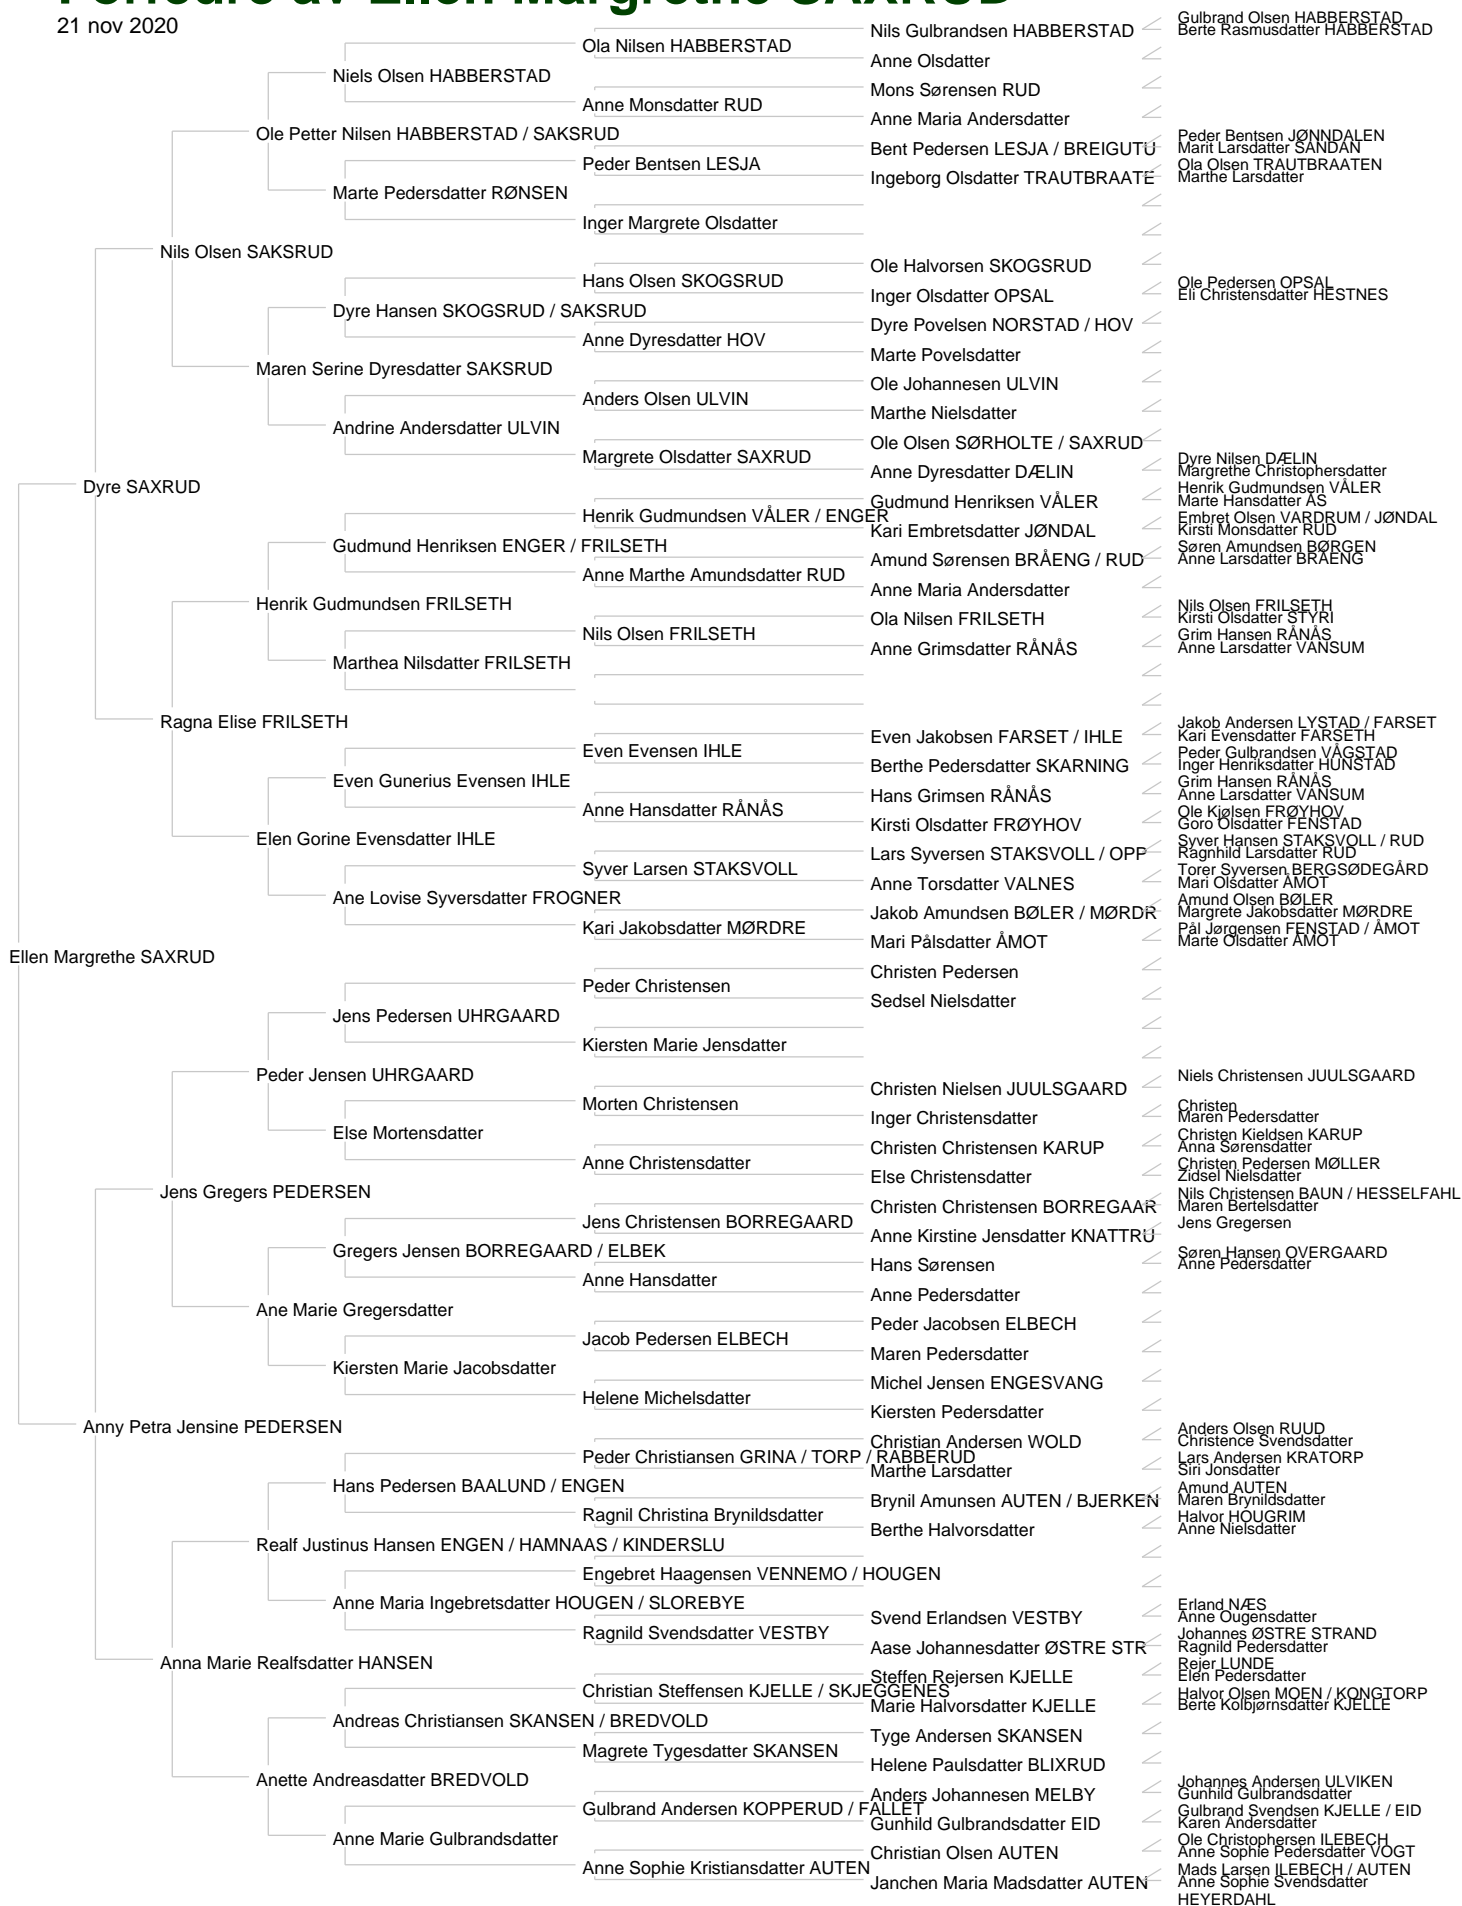 21 nov 2020
Gulbrand Olsen HABBERSTAD
Nils Gulbrandsen HABBERSTAD
Berte Rasmusdatter HABBERSTAD
Ola Nilsen HABBERSTAD
Anne Olsdatter
Niels Olsen HABBERSTAD
Mons Sørensen RUD
Anne Monsdatter RUD
Anne Maria Andersdatter
Ole Petter Nilsen HABBERSTAD / SAKSRUD
Peder Bentsen JØNNDALEN
Bent Pedersen LESJA / BREIGUTU
Marit Larsdatter SANDAN
Peder Bentsen LESJA
Ola Olsen TRAUTBRAATEN
Ingeborg Olsdatter TRAUTBRAATE
Marthe Larsdatter
Marte Pedersdatter RØNSEN
Inger Margrete Olsdatter
Nils Olsen SAKSRUD
Ole Halvorsen SKOGSRUD
Hans Olsen SKOGSRUD
Ole Pedersen OPSAL
Inger Olsdatter OPSAL
Eli Christensdatter HESTNES
Dyre Hansen SKOGSRUD / SAKSRUD
Dyre Povelsen NORSTAD / HOV
Anne Dyresdatter HOV
Marte Povelsdatter
Maren Serine Dyresdatter SAKSRUD
Ole Johannesen ULVIN
Anders Olsen ULVIN
Marthe Nielsdatter
Andrine Andersdatter ULVIN
Ole Olsen SØRHOLTE / SAXRUD
Margrete Olsdatter SAXRUD
Dyre Nilsen DÆLIN
Anne Dyresdatter DÆLIN
Margrethe Christophersdatter
Dyre SAXRUD
Henrik Gudmundsen VÅLER
Gudmund Henriksen VÅLER
Marte Hansdatter ÅS
Henrik Gudmundsen VÅLER / ENGER
Embret Olsen VARDRUM / JØNDAL
Kari Embretsdatter JØNDAL
Kirsti Monsdatter RUD
Gudmund Henriksen ENGER / FRILSETH
Søren Amundsen BØRGEN
Amund Sørensen BRÅENG / RUD
Anne Larsdatter BRÅENG
Anne Marthe Amundsdatter RUD
Anne Maria Andersdatter
Henrik Gudmundsen FRILSETH
Nils Olsen FRILSETH
Ola Nilsen FRILSETH
Kirsti Olsdatter STYRI
Nils Olsen FRILSETH
Grim Hansen RÅNÅS
Anne Grimsdatter RÅNÅS
Anne Larsdatter VANSUM
Marthea Nilsdatter FRILSETH
Ragna Elise FRILSETH
Jakob Andersen LYSTAD / FARSET
Even Jakobsen FARSET / IHLE
Kari Evensdatter FARSETH
Even Evensen IHLE
Peder Gulbrandsen VÅGSTAD
Berthe Pedersdatter SKARNING
Inger Henriksdatter HUNSTAD
Even Gunerius Evensen IHLE
Grim Hansen RÅNÅS
Hans Grimsen RÅNÅS
Anne Larsdatter VANSUM
Anne Hansdatter RÅNÅS
Ole Kjølsen FRØYHOV
Kirsti Olsdatter FRØYHOV
Goro Olsdatter FENSTAD
Elen Gorine Evensdatter IHLE
Syver Hansen STAKSVOLL / RUD
Lars Syversen STAKSVOLL / OPP
Ragnhild Larsdatter RUD
Syver Larsen STAKSVOLL
Torer Syversen BERGSØDEGÅRD
Anne Torsdatter VALNES
Mari Olsdatter ÅMOT
Ane Lovise Syversdatter FROGNER
Amund Olsen BØLER
Jakob Amundsen BØLER / MØRDR
Margrete Jakobsdatter MØRDRE
Kari Jakobsdatter MØRDRE
Pål Jørgensen FENSTAD / ÅMOT
Mari Pålsdatter ÅMOT
Marte Olsdatter ÅMOT
Ellen Margrethe SAXRUD
Christen Pedersen
Peder Christensen
Sedsel Nielsdatter
Jens Pedersen UHRGAARD
Kiersten Marie Jensdatter
Peder Jensen UHRGAARD
Niels Christensen JUULSGAARD
Christen Nielsen JUULSGAARD
Morten Christensen
Christen
Inger Christensdatter
Maren Pedersdatter
Else Mortensdatter
Christen Kieldsen KARUP
Christen Christensen KARUP
Anna Sørensdatter
Anne Christensdatter
Christen Pedersen MØLLER
Else Christensdatter
Zidsel Nielsdatter
Jens Gregers PEDERSEN
Nils Christensen BAUN / HESSELFAHL
Christen Christensen BORREGAAR
Maren Bertelsdatter
Jens Christensen BORREGAARD
Jens Gregersen
Anne Kirstine Jensdatter KNATTRU
Gregers Jensen BORREGAARD / ELBEK
Søren Hansen OVERGAARD
Hans Sørensen
Anne Pedersdatter
Anne Hansdatter
Anne Pedersdatter
Ane Marie Gregersdatter
Peder Jacobsen ELBECH
Jacob Pedersen ELBECH
Maren Pedersdatter
Kiersten Marie Jacobsdatter
Michel Jensen ENGESVANG
Helene Michelsdatter
Kiersten Pedersdatter
Anny Petra Jensine PEDERSEN
Anders Olsen RUUD
Christian Andersen WOLD
Christence Svendsdatter
Peder Christiansen GRINA / TORP / RABBERUD
Lars Andersen KRATORP
Marthe Larsdatter
Siri Jonsdatter
Hans Pedersen BAALUND / ENGEN
Amund AUTEN
Brynil Amunsen AUTEN / BJERKEN
Maren Brynildsdatter
Ragnil Christina Brynildsdatter
Halvor HOUGRIM
Berthe Halvorsdatter
Anne Nielsdatter
Realf Justinus Hansen ENGEN / HAMNAAS / KINDERSLU
Engebret Haagensen VENNEMO / HOUGEN
Anne Maria Ingebretsdatter HOUGEN / SLOREBYE
Erland NÆS
Svend Erlandsen VESTBY
Anne Ougensdatter
Ragnild Svendsdatter VESTBY
Johannes ØSTRE STRAND
Aase Johannesdatter ØSTRE STR
Ragnild Pedersdatter
Anna Marie Realfsdatter HANSEN
Rejer LUNDE
Steffen Rejersen KJELLE
Elen Pedersdatter
Christian Steffensen KJELLE / SKJEGGENES
Halvor Olsen MOEN / KONGTORP
Marie Halvorsdatter KJELLE
Berte Kolbjørnsdatter KJELLE
Andreas Christiansen SKANSEN / BREDVOLD
Tyge Andersen SKANSEN
Magrete Tygesdatter SKANSEN
Helene Paulsdatter BLIXRUD
Anette Andreasdatter BREDVOLD
Johannes Andersen ULVIKEN
Anders Johannesen MELBY
Gunhild Gulbrandsdatter
Gulbrand Andersen KOPPERUD / FALLET
Gulbrand Svendsen KJELLE / EID
Gunhild Gulbrandsdatter EID
Karen Andersdatter
Anne Marie Gulbrandsdatter
Ole Christophersen ILEBECH
Christian Olsen AUTEN
Anne Sophie Pedersdatter VOGT
Anne Sophie Kristiansdatter AUTEN
Mads Larsen ILEBECH / AUTEN
Janchen Maria Madsdatter AUTEN
Anne Sophie Svendsdatter
HEYERDAHL